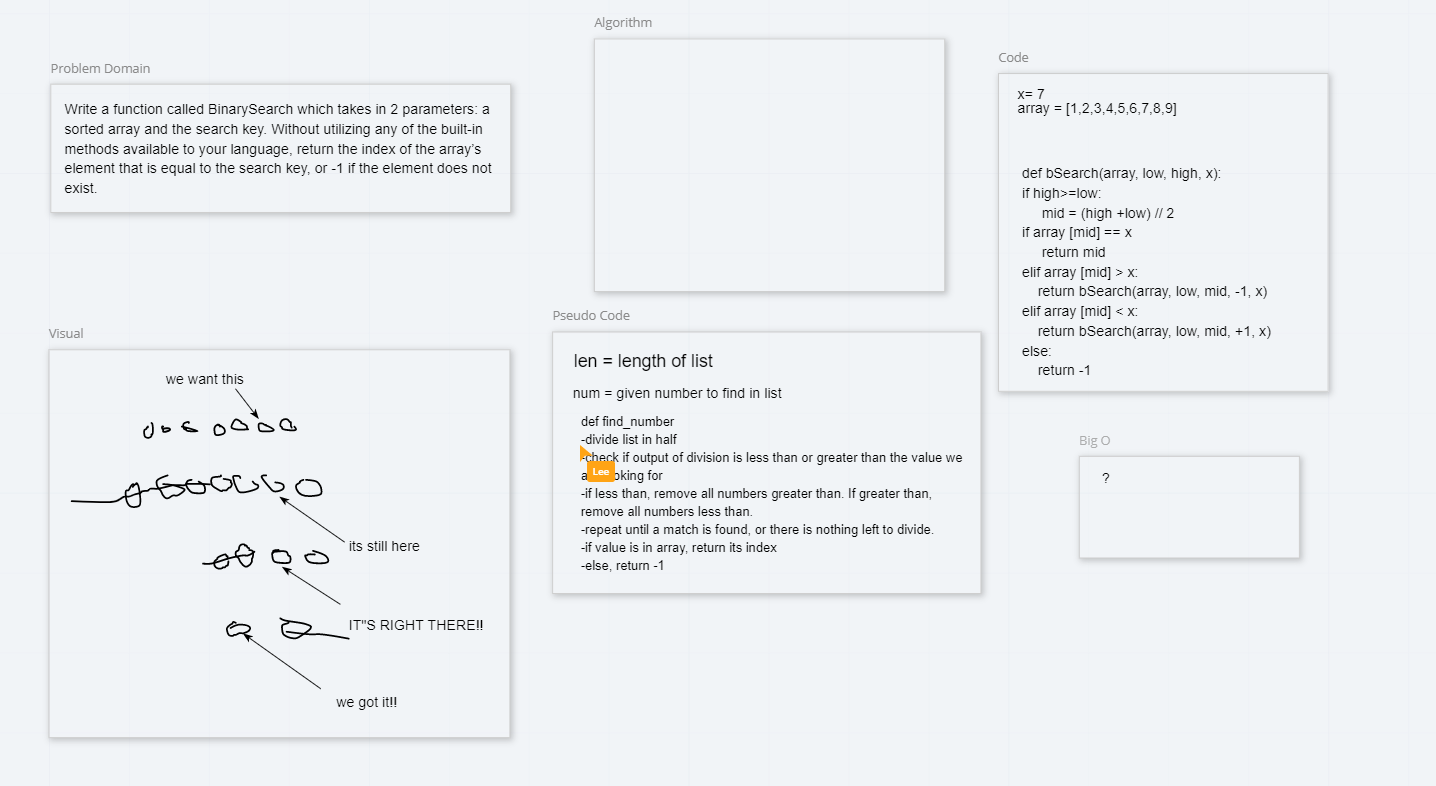 Problem Domain
Write a function called BinarySearch which takes in 2 parameters: a
sorted array and the search key. Without utilizing any of the built-in
methods available to your language, return the index of the array's
element that is equal to the search key, or -1 if the element does not
exist.
Visual
we want this
its still here
IT"S RIGHT THERE!!
we got it!!
Algorithm
Pseudo Code
len = length of list
num = given number to find in list
def find_number
-divide list in half
-check if output of division is less than or greater than the value we
oking for
Lee
-if less than, remove all numbers greater than. If greater than,
remove all numbers less than.
-repeat until a match is found, or there is nothing left to divide.
-if value is in array, return its index
-else, return -1
Code
x= 7
array = [1,2,3,4,5,6,7,8,9]
def bSearch(array, low, high, x):
if high>=low:
mid = (high +low) // 2
if array [mid] == x
return mid
elif array [mid] > x:
return bSearch(array, low, mid, -1, x)
elif array [mid] < x:
return bSearch(array, low, mid, +1, x)
else:
return -1
Big O
?